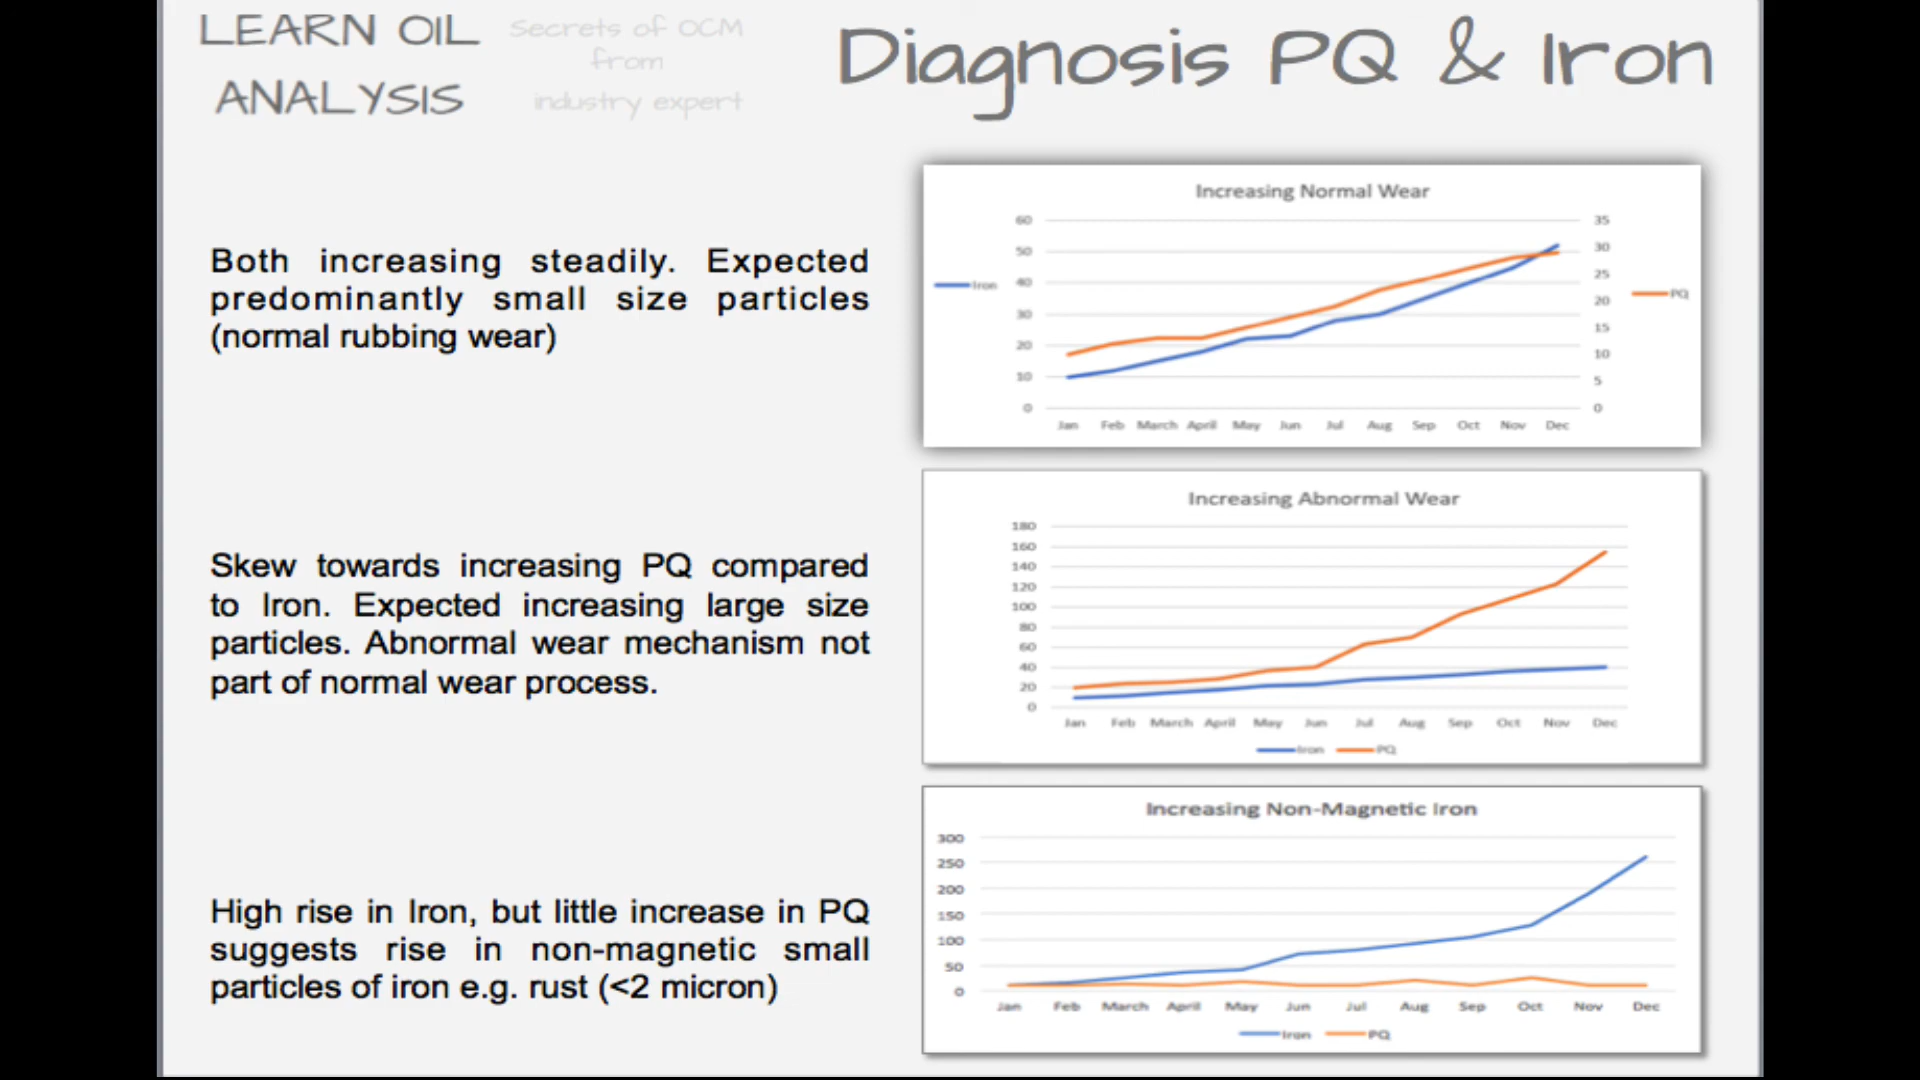 LEARN OIL
ANALYSIS
Secrets of OCM
from
industry expert
Diagnosis PQ & Iron
Both increasing steadily. Expected
predominantly small size particles
(normal rubbing wear)
Increasing Normal Wear
60
50
40
30
20
10
0
35
30
25
20
15
10
5
0
Iron
PQ
Jan Feb March April May Jun Jul Aug Sep Oct Nov Dec
Skew towards increasing PQ compared
to Iron. Expected increasing large size
particles. Abnormal wear mechanism not
part of normal wear process.
Increasing Abnormal Wear
180
160
140
120
100
80
60
40
20
0
Jan Feb March April May Jun Jul Aug Sep Oct Nov Dec
Iron PQ
High rise in Iron, but little increase in PQ
suggests rise in non-magnetic small
particles of iron e.g. rust (<2 micron)
Increasing Non-Magnetic Iron
300
250
200
150
100
50
0
Jan Feb March April May Jun Jul Aug Sep Oct Nov Dec
Iron PQ